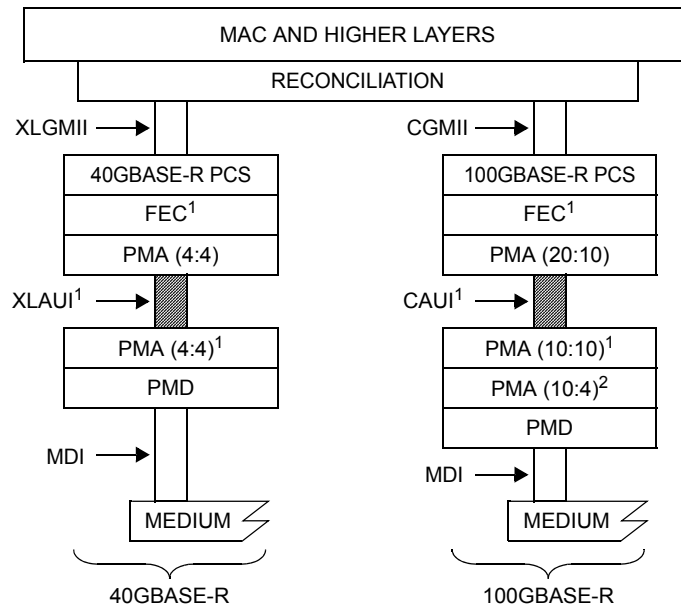 MAC AND HIGHER LAYERS
RECONCILIATION
XLGMII
CGMII
40GBASE-R PCS
100GBASE-R PCS
FEC¹
FEC¹
PMA (4:4)
PMA (20:10)
XLAUI¹
CAUI¹
PMA (4:4)¹
PMA (10:10)¹
PMD
PMA (10:4)²
PMD
MDI
MDI
MEDIUM
MEDIUM
40GBASE-R
100GBASE-R